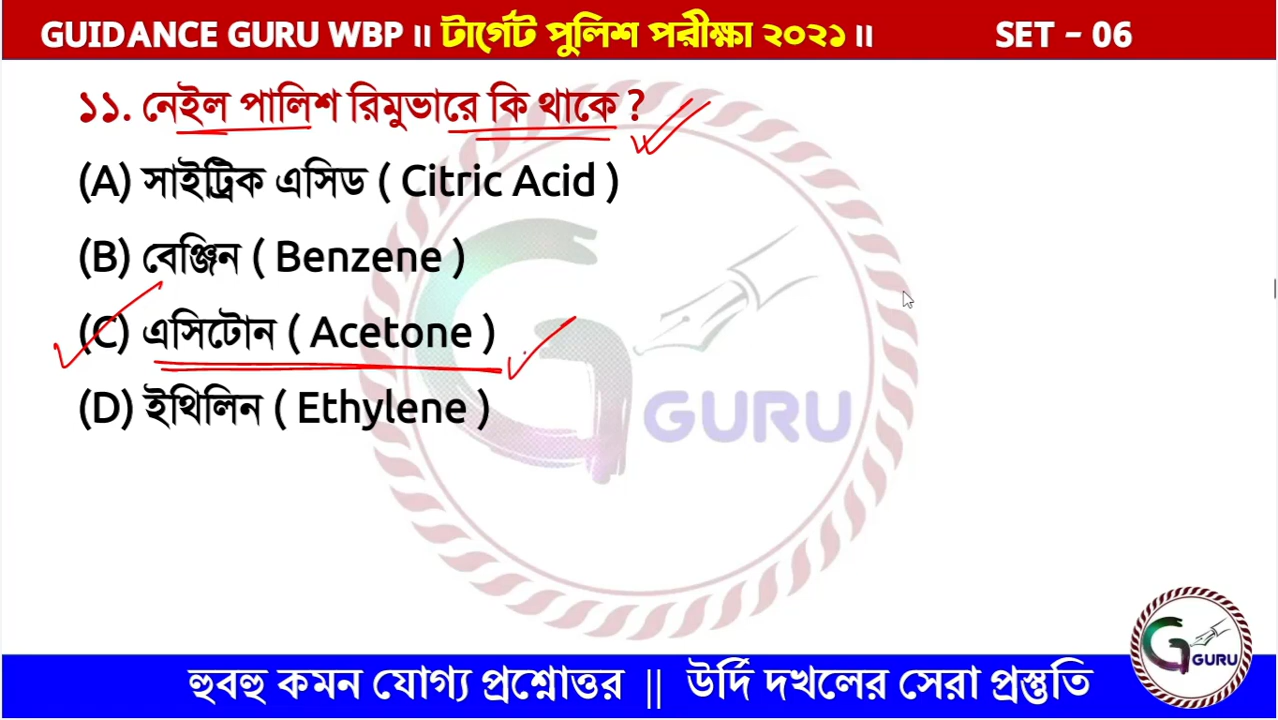 GUIDANCE GURU WBP ॥ টার্গেট পুলিশ পরীক্ষা ২০২১ ॥ SET - 06
১১. নেইল পালিশ রিমুভারে কি থাকে ?
(A) সাইট্রিক এসিড ( Citric Acid )
(B) বেঞ্জিন ( Benzene )
(C) এসিটোন ( Acetone )
(D) ইথিলিন ( Ethylene )
GURU
GURU
হুবহু কমন যোগ্য প্রশ্নোত্তর || উর্দি দখলের সেরা প্রস্তুতি